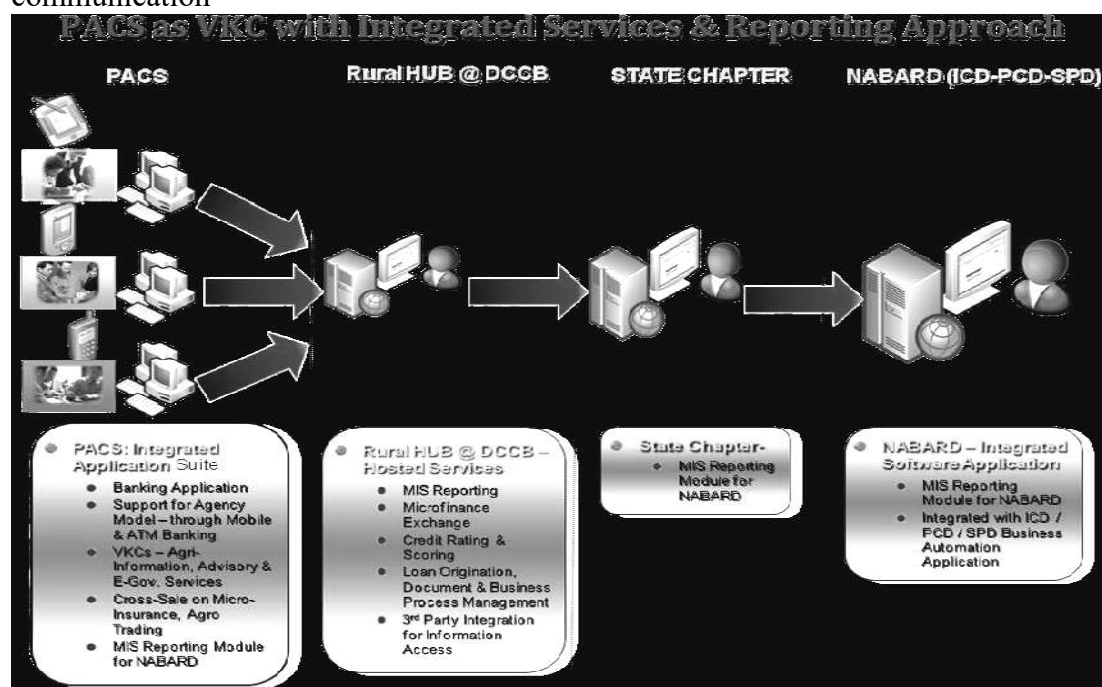 communication
PACS as VKC with Integrated Services & Reporting Approach
PACS
Rural HUB @ DCCB
STATE CHAPTER
NABARD (ICD-PCD-SPD)
PACS: Integrated
Application Suite
Banking Application
Support for Agency
Model – through Mobile
& ATM Banking
VKCs – Agri-
Information, Advisory &
E-Gov. Services
Cross-Sale on Micro-
Insurance, Agro
Trading
MIS Reporting Module
for NABARD
Rural HUB @ DCCB –
Hosted Services
MIS Reporting
Microfinance
Exchange
Credit Rating &
Scoring
Loan Origination,
Document & Business
Process Management
3rd Party Integration
for Information
Access
State Chapter-
MIS Reporting
Module for
NABARD
NABARD – Integrated
Software Application
MIS Reporting
Module for NABARD
Integrated with ICD /
PCD / SPD Business
Automation
Application